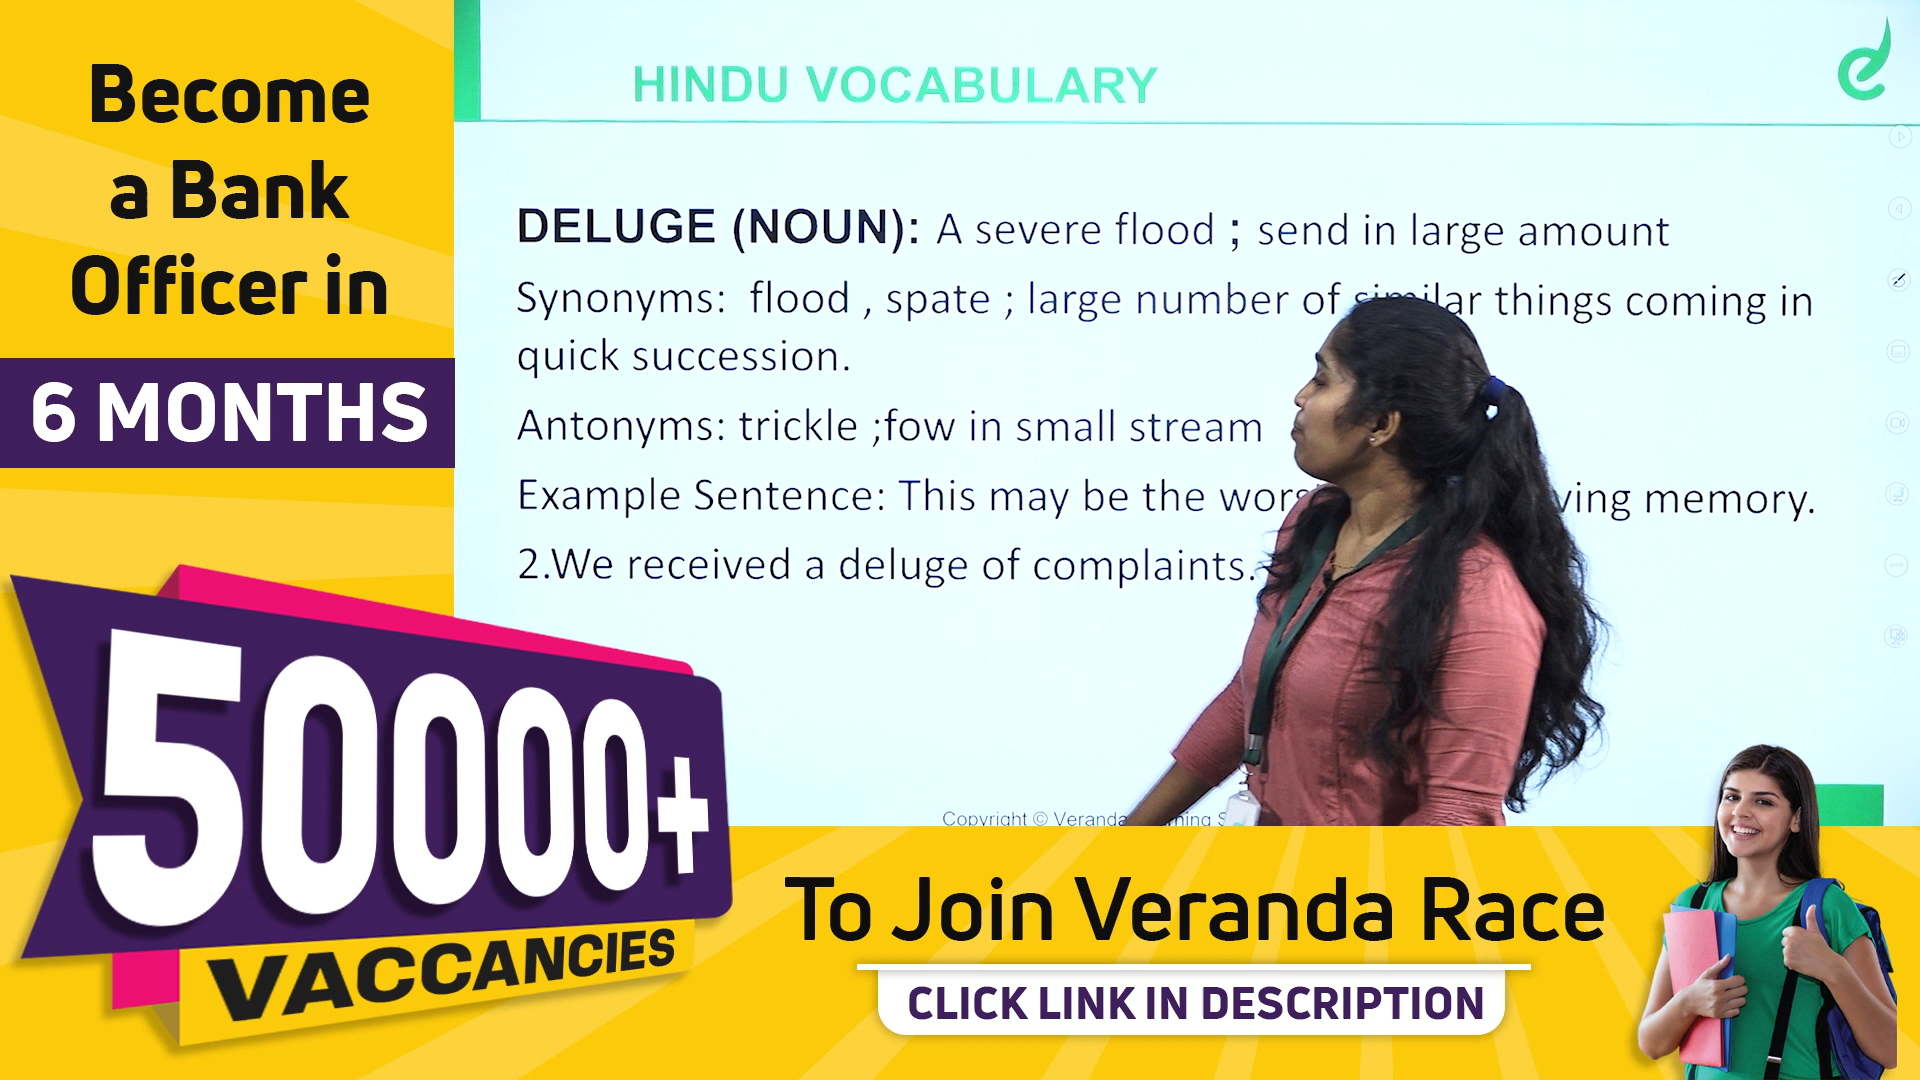 Become
a Bank
Officer in
6 MONTHS
50000+
VACCANCIES
HINDU VOCABULARY
DELUGE (NOUN): A severe flood ; send in large amount
Synonyms: flood , spate ; large number of similar things coming in
quick succession.
Antonyms: trickle ;fow in small stream
Example Sentence: This may be the memory.
2.We received a deluge of complaints.
Copyright © Veranda
To Join Veranda Race
CLICK LINK IN DESCRIPTION